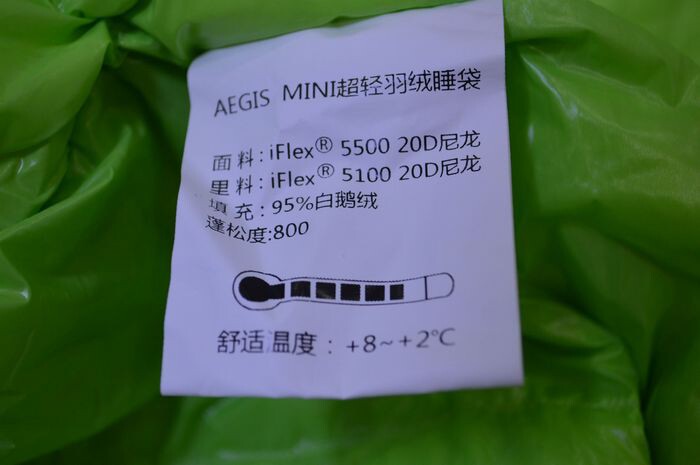 AEGIS MINI超轻羽绒睡袋
面 料 : iFlex® 5500 20D尼龙
里 料 : iFlex® 5100 20D尼龙
填 充 : 95%白鹅绒
蓬松度:800
舒适温度 : +8~+2℃